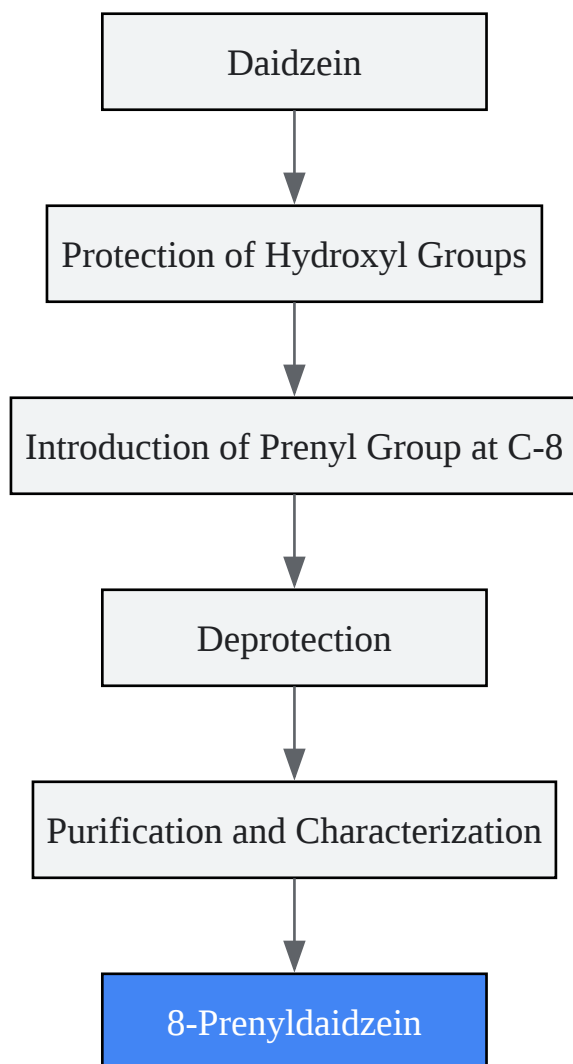 Daidzein
Protection of Hydroxyl Groups
Introduction of Prenyl Group at C-8
Deprotection
Purification and Characterization
8-Prenyldaidzein